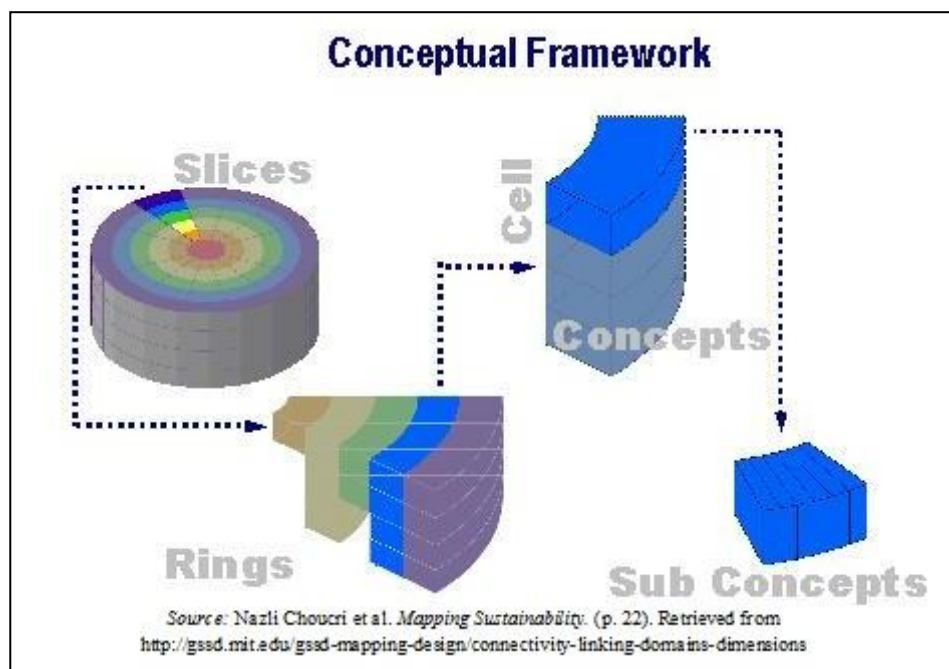 Conceptual Framework
Slices
Cell
Concepts
Rings
Sub Concepts
Source: Nazli Choucri et al. Mapping Sustainability. (p. 22). Retrieved from
http://gssd.mit.edu/gssd-mapping-design/connectivity-linking-domains-dimensions